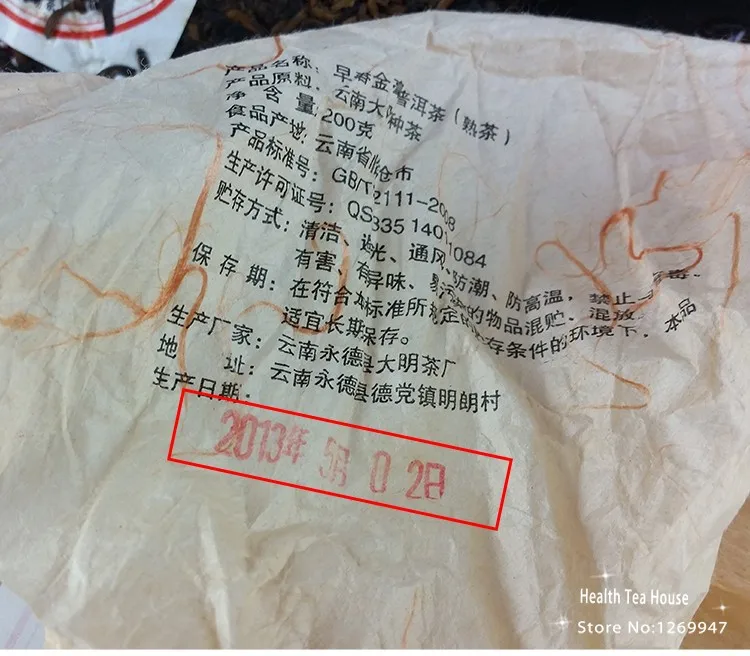 产品名称：早春金毫普洱茶（熟茶）
产品原料：云南大种茶
净 含 量 200克
食品产地：云南省临仓市
产品标准号：GB/T22111-2008
生产许可证号：QS5335 1401 1084
贮存方式：清洁、避光、通风、防潮、防高温，禁止
有害、有异味、易污染的物品混贮、混放
保 存 期：在符合本标准所规定的贮存条件的环境下，本品
适宜长期保存。
生产厂家：云南永德县大明茶厂
地 址：云南永德县德党镇明朗村
生产日期：
2013年 5月 0 2日
Health Tea House
Store No:1269947